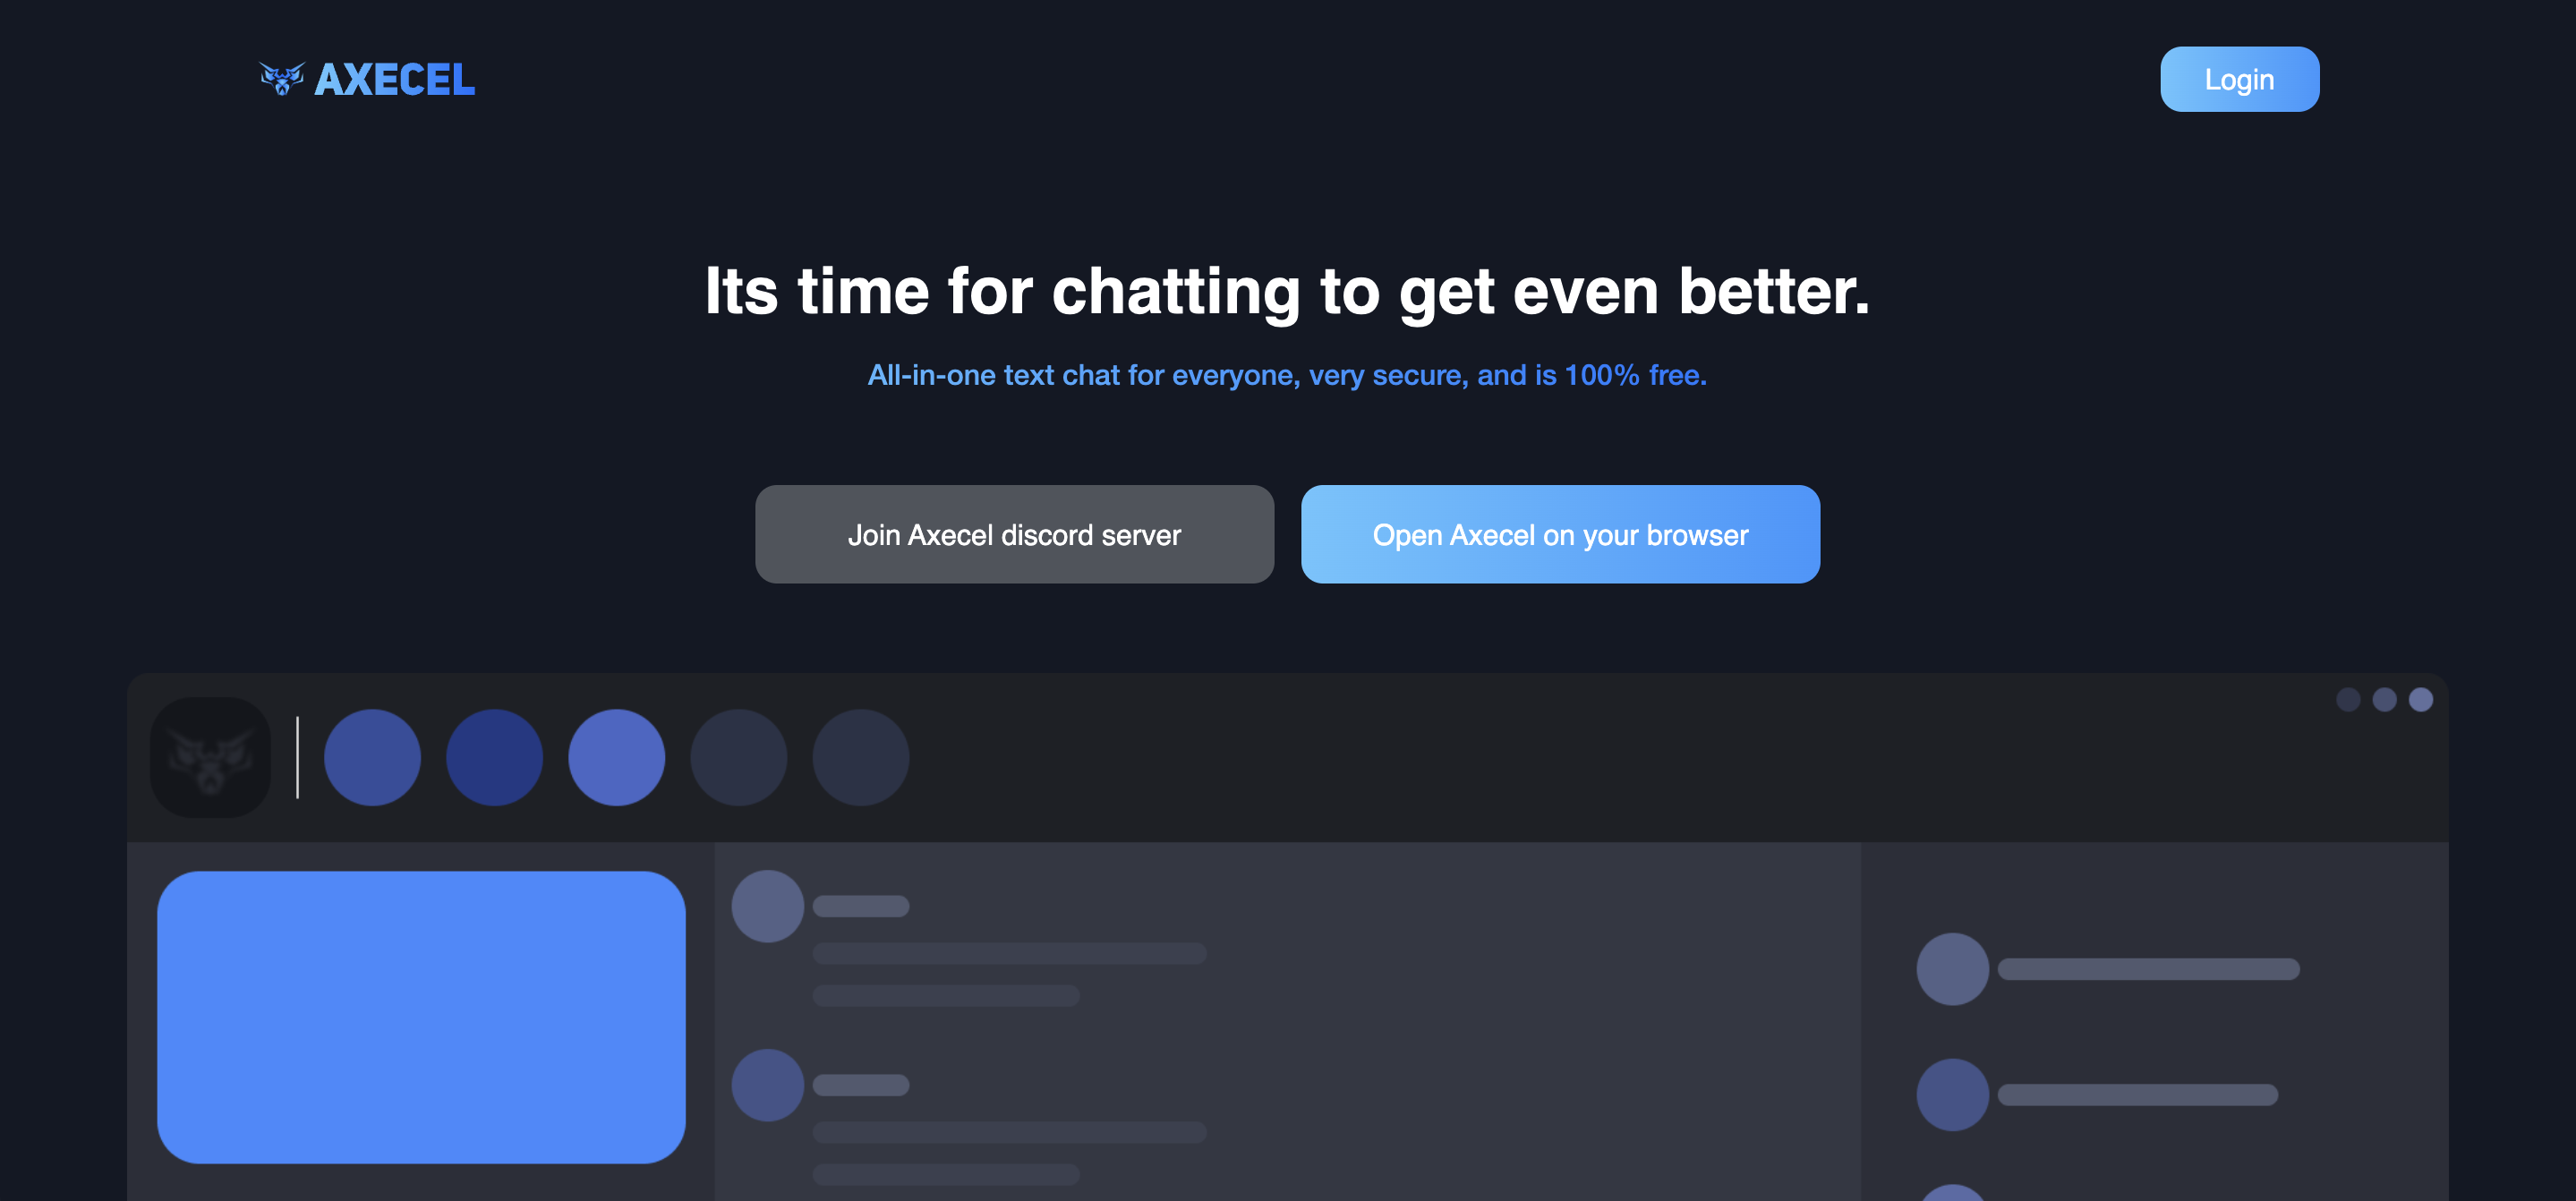 AXECEL
Login
Its time for chatting to get even better.
All-in-one text chat for everyone, very secure, and is 100% free.
Join Axecel discord server
Open Axecel on your browser